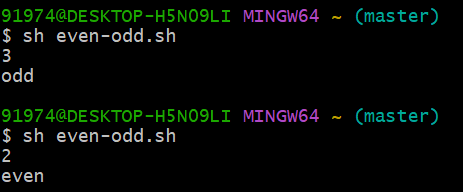 91974@DESKTOP-H5N09LI MINGW64 ~ (master)
$ sh even-odd.sh
3
odd
91974@DESKTOP-H5N09LI MINGW64 ~ (master)
$ sh even-odd.sh
2
even